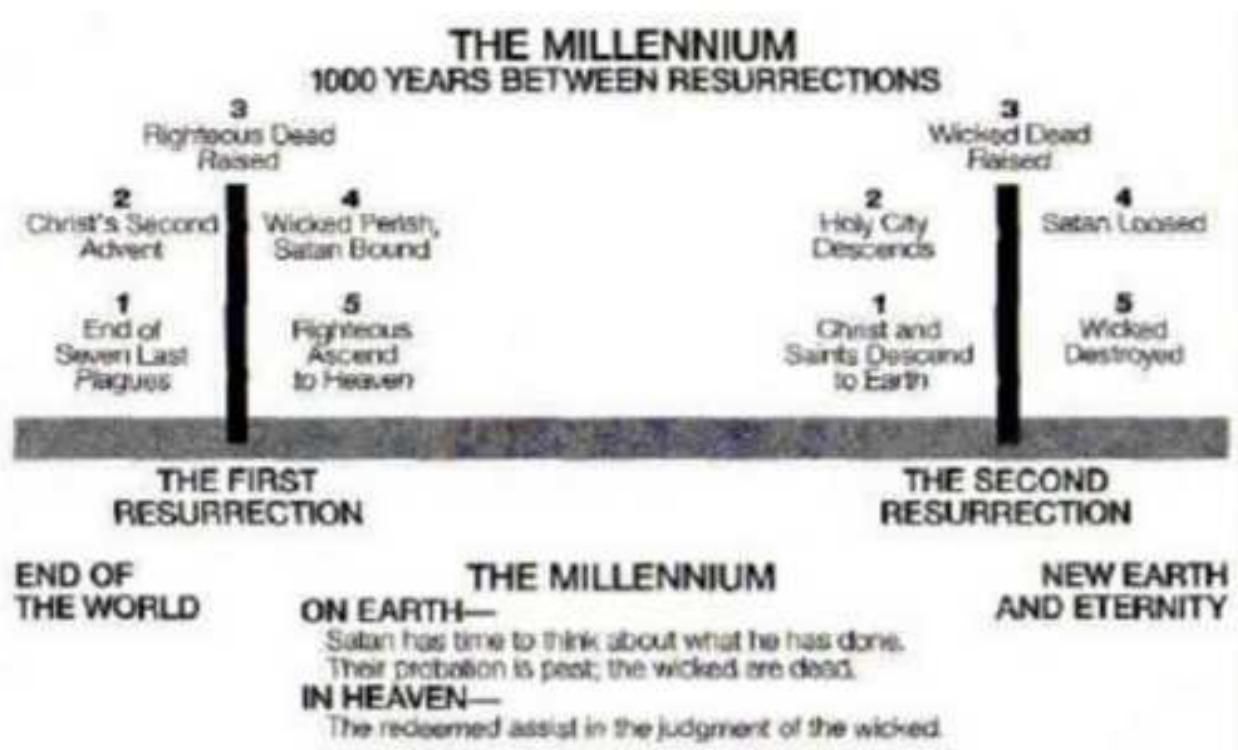 THE MILLENNIUM
1000 YEARS BETWEEN RESURRECTIONS
3
Righteous Dead
Raised
2
Christ's Second
Advent
4
Wicked Perish,
Satan Bound
1
End of
Seven Last
Plagues
5
Righteous
Ascend
to Heaven
3
Wicked Dead
Raised
2
Holy City
Descends
4
Satan Loosed
1
Christ and
Saints Descend
to Earth
5
Wicked
Destroyed
THE FIRST
RESURRECTION
THE SECOND
RESURRECTION
END OF
THE WORLD
THE MILLENNIUM
ON EARTH—
Satan has time to think about what he has done.
Their probation is past; the wicked are dead.
IN HEAVEN—
The redeemed assist in the judgment of the wicked.
NEW EARTH
AND ETERNITY